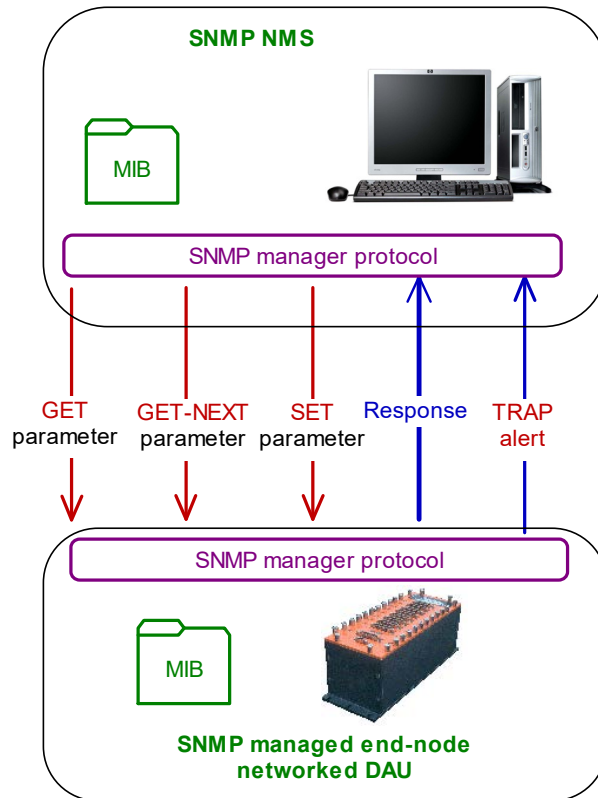 SNMP NMS
MIB
SNMP manager protocol
GET
parameter
GET-NEXT
parameter
SET
parameter
Response
TRAP
alert
SNMP manager protocol
MIB
SNMP managed end-node
networked DAU